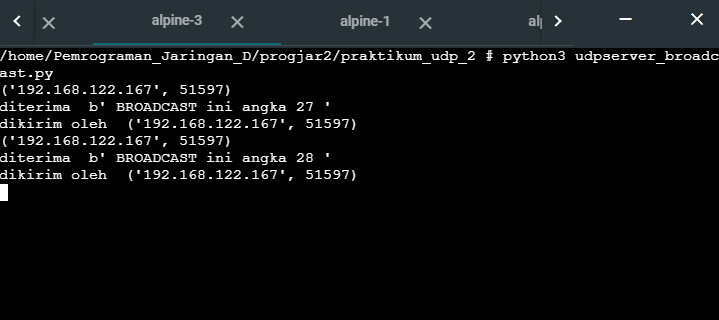 alpine-3
alpine-1
al
/home/Pemrograman_Jaringan_D/progjar2/praktikum_udp_2 # python3 udpserver_broadc
ast.py
('192.168.122.167', 51597)
diterima  b' BROADCAST ini angka 27 '
dikirim oleh  ('192.168.122.167', 51597)
('192.168.122.167', 51597)
diterima  b' BROADCAST ini angka 28 '
dikirim oleh  ('192.168.122.167', 51597)